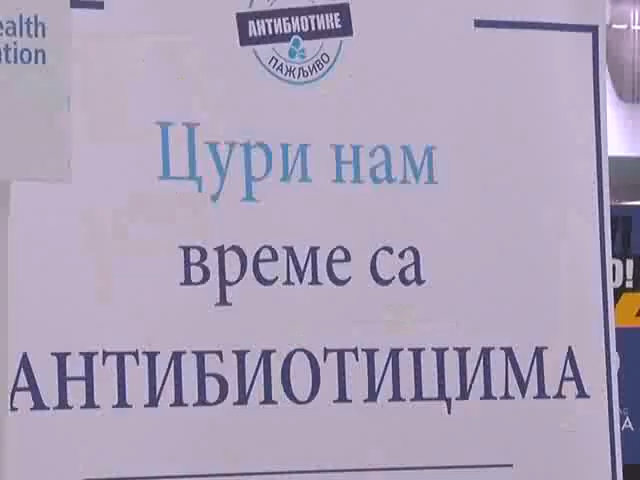 ealth
tion
АНТИБИОТИКЕ
ПАЖЉИВО
Цури нам
време са
АНТИБИОТИЦИМА